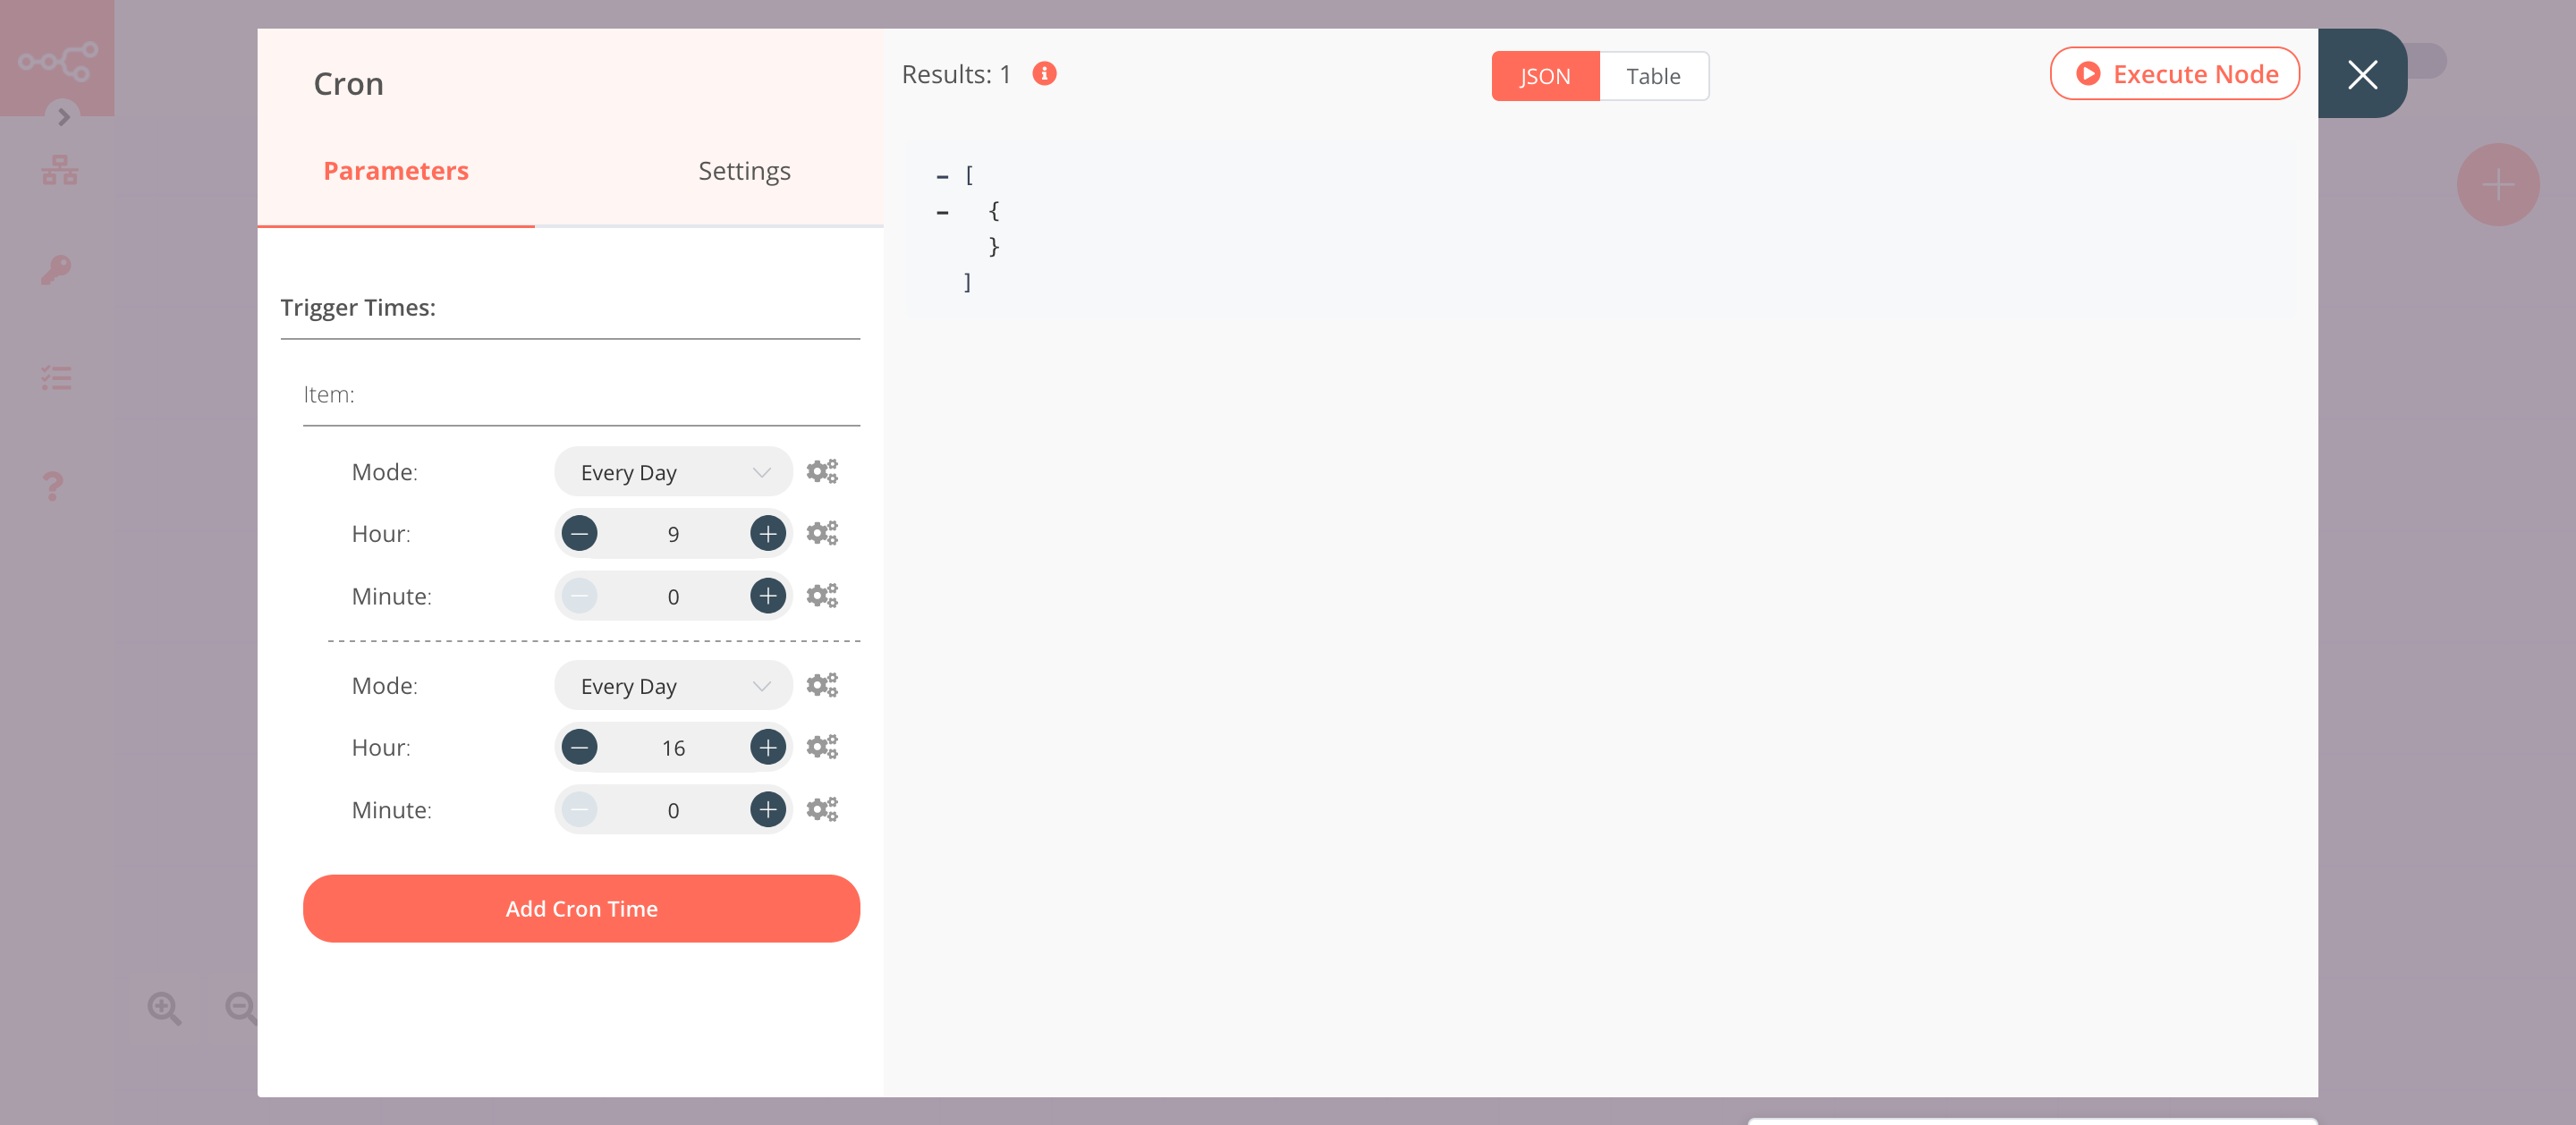 Cron
Parameters Settings
Trigger Times:
Item:
Mode: Every Day
Hour: 9
Minute: 0
Mode: Every Day
Hour: 16
Minute: 0
Add Cron Time
Results: 1 JSON Table Execute Node
[
{
}
]